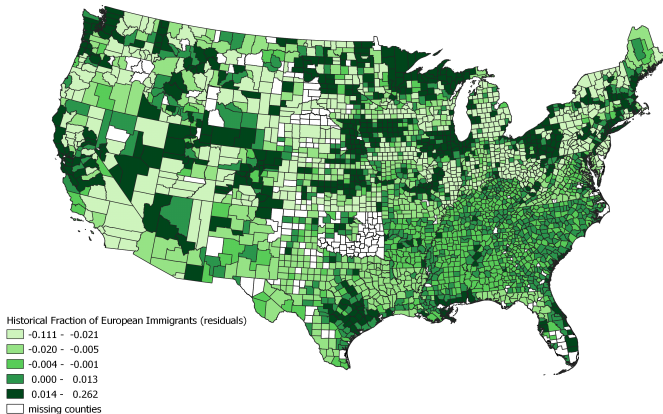 Historical Fraction of European Immigrants (residuals)
-0.111 - -0.021
-0.020 - -0.005
-0.004 - -0.001
0.000 - 0.013
0.014 - 0.262
missing counties